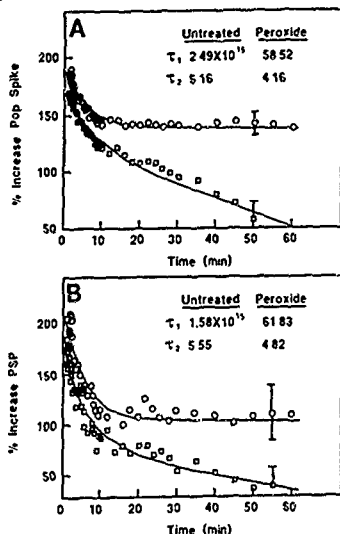 A
Untreated Peroxide
τ1 2.49X10^15 58.52
τ2 5.16 4.16
% Increase Pop Spike
200
150
100
50
0 10 20 30 40 50 60
Time (min)
B
Untreated Peroxide
τ1 1.58X10^15 61.83
τ2 5.55 4.82
% Increase PSP
200
150
100
50
0 10 20 30 40 50 60
Time (min)